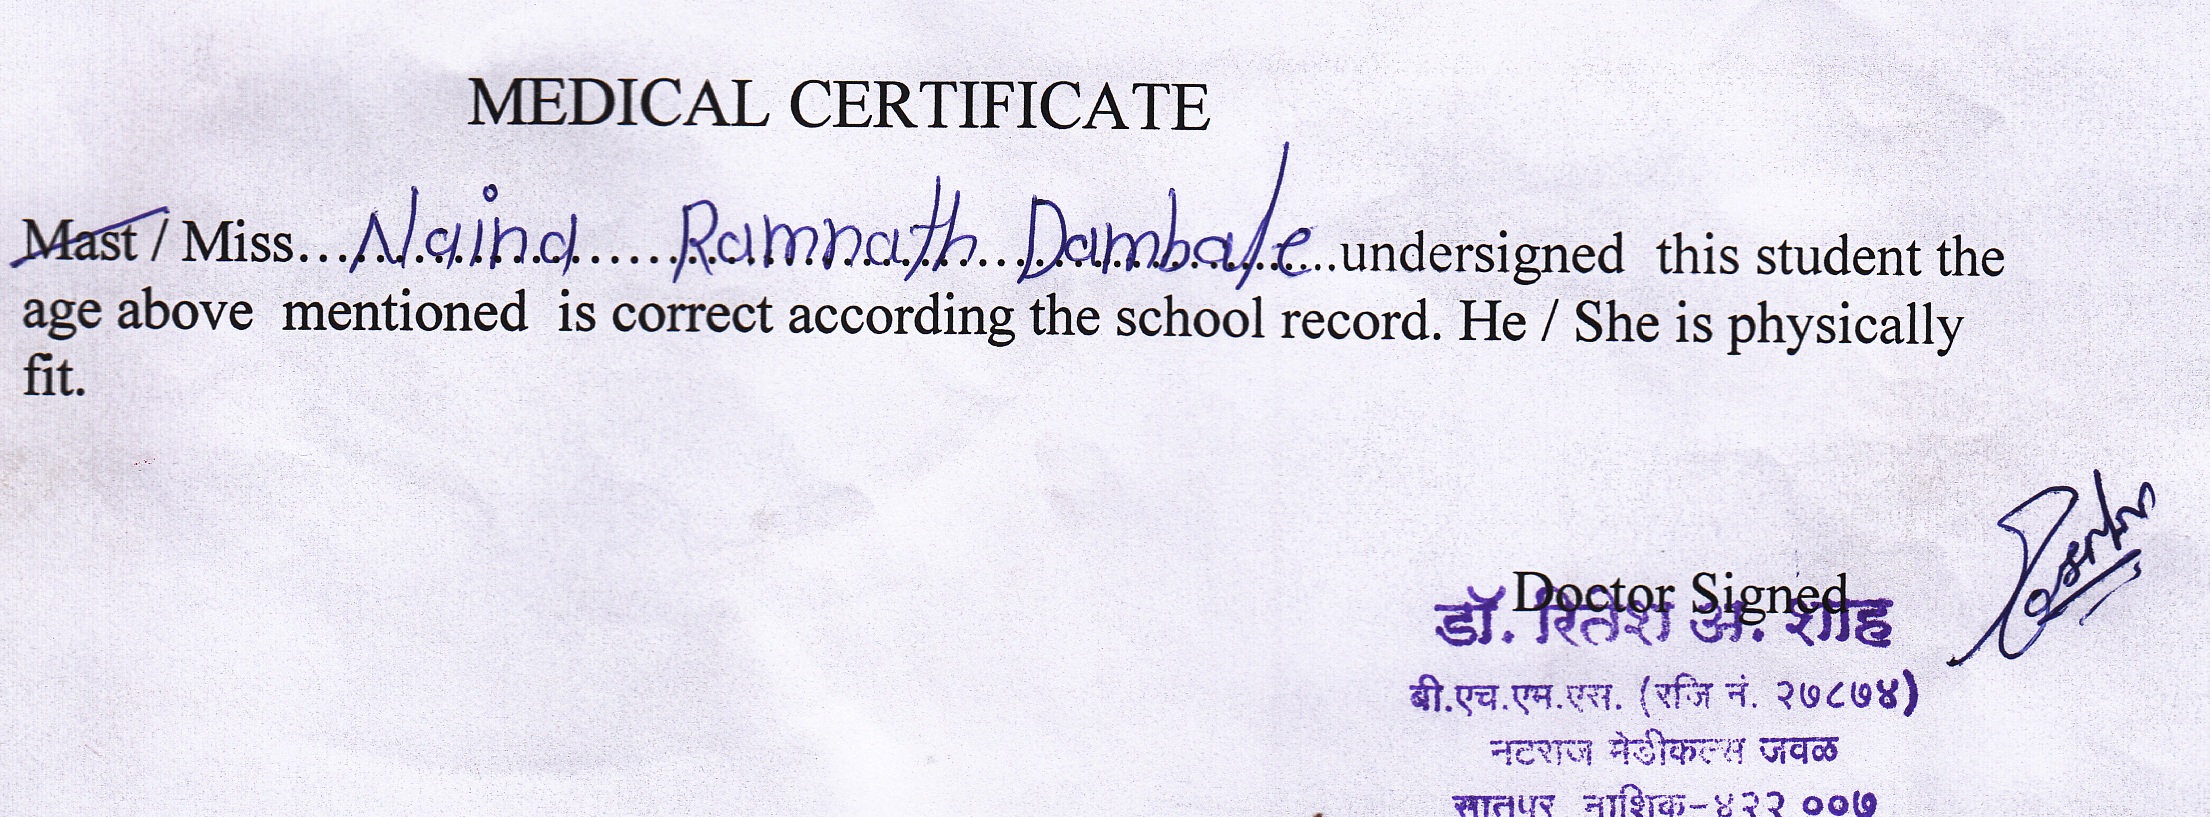 MEDICAL CERTIFICATE
Mast / Miss...Naina.....Ramnath..Dambale..undersigned this student the
age above mentioned is correct according the school record. He / She is physically
fit.
Doctor Signed
डॉ. रितेश अ. शाह
बी.एच.एम.एस. (रजि नं. २७८७४)
नटराज मेडीकल्स जवळ
सातपूर नाशिक-४२२ ००७